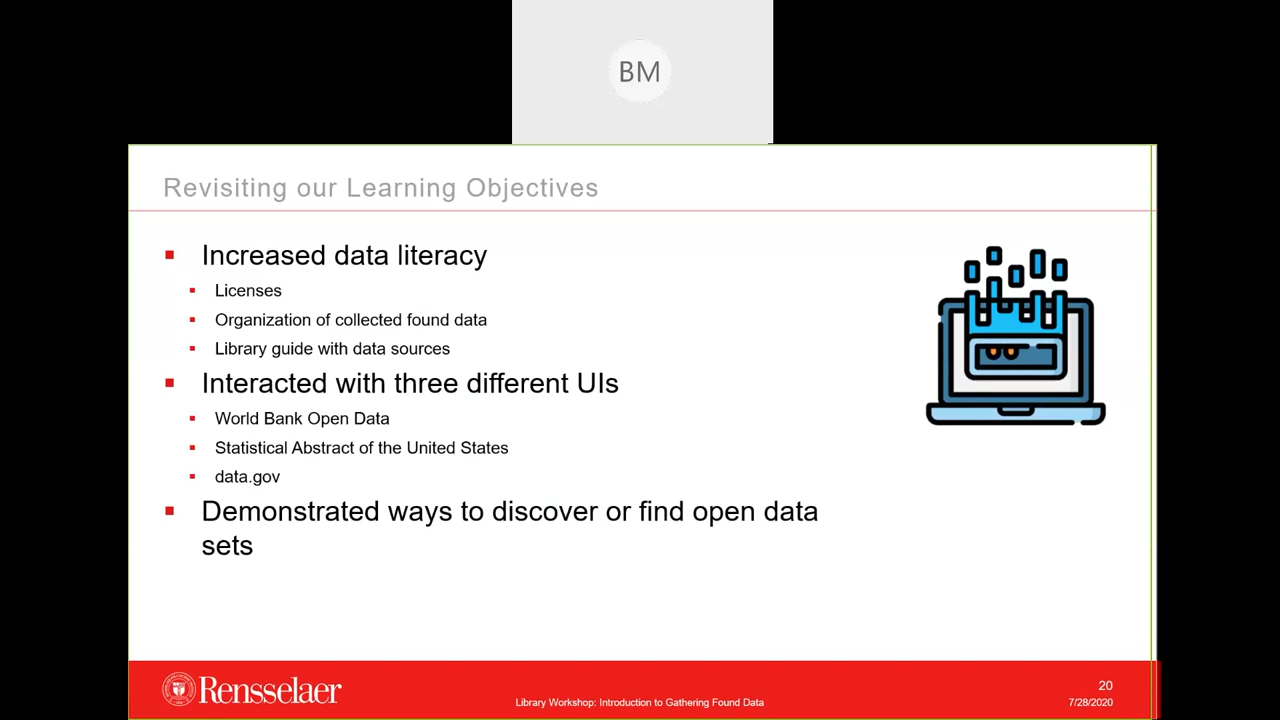 BM
Revisiting our Learning Objectives
Increased data literacy
Licenses
Organization of collected found data
Library guide with data sources
Interacted with three different UIs
World Bank Open Data
Statistical Abstract of the United States
data.gov
Demonstrated ways to discover or find open data
sets
Rensselaer
Library Workshop: Introduction to Gathering Found Data
20
7/28/2020